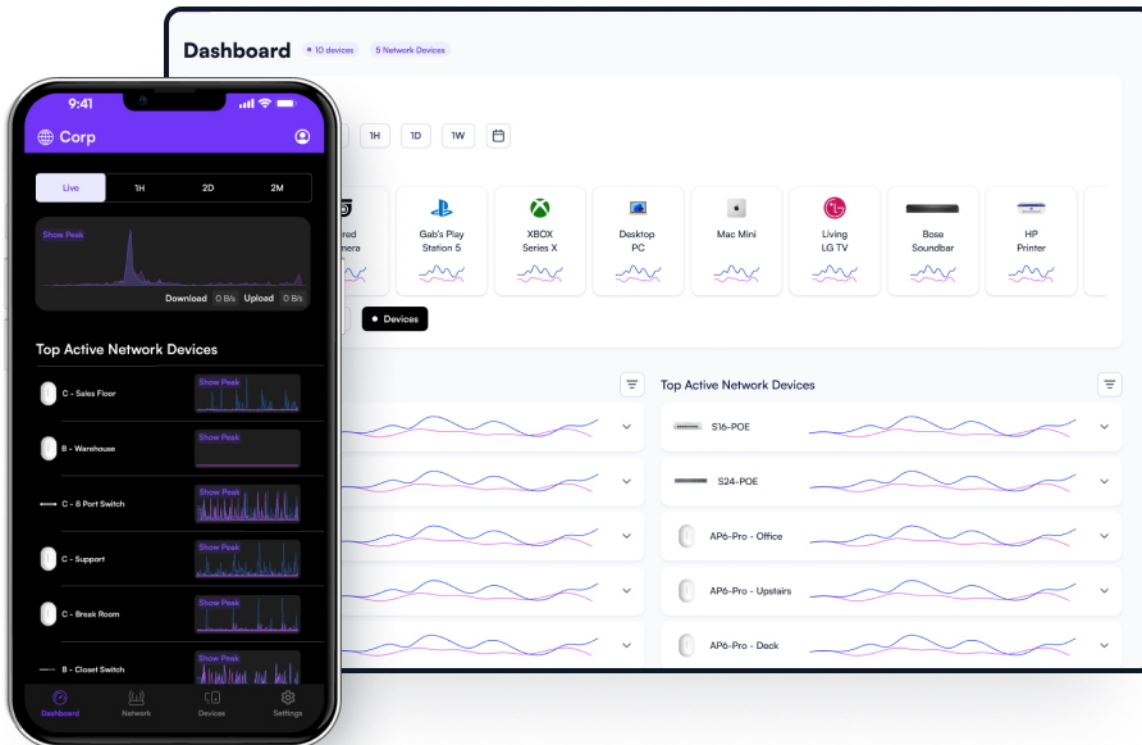 Dashboard
10 devices
5 Network Devices
1H
1D
1W
Gab's Play
Station 5
XBOX
Series X
Desktop
PC
Mac Mini
Living
LG TV
Bose
Soundbar
HP
Printer
Devices
Top Active Network Devices
S16-POE
S24-POE
AP6-Pro - Office
AP6-Pro - Upstairs
AP6-Pro - Deck
9:41
Corp
Live
1H
2D
2M
Show Peak
Download 0 B/s Upload 0 B/s
Top Active Network Devices
C - Sales Floor
Show Peak
B - Warehouse
Show Peak
C - 8 Port Switch
Show Peak
C - Support
Show Peak
C - Break Room
Show Peak
B - Closet Switch
Show Peak
Dashboard
Network
Devices
Settings